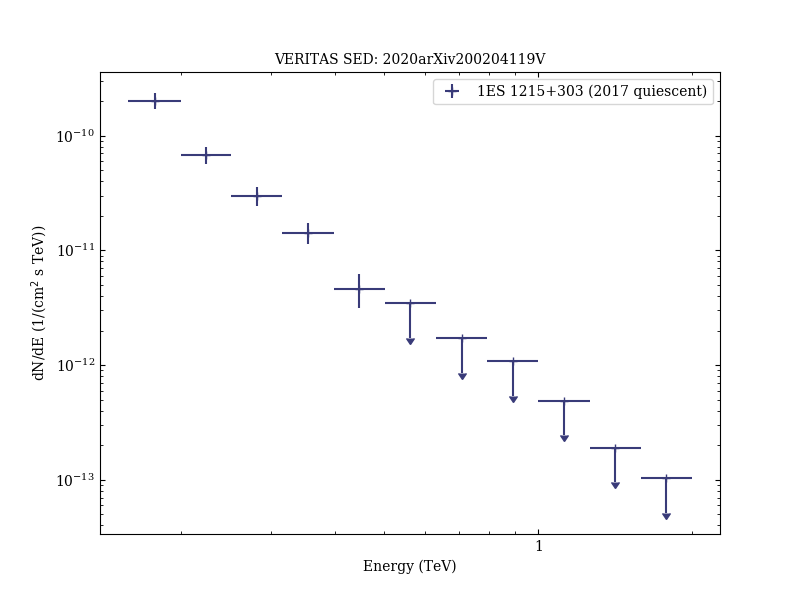 VERITAS SED: 2020arXiv200204119V
1ES 1215+303 (2017 quiescent)
10⁻¹⁰
10⁻¹¹
10⁻¹²
10⁻¹³
dN/dE (1/(cm² s TeV))
1
Energy (TeV)